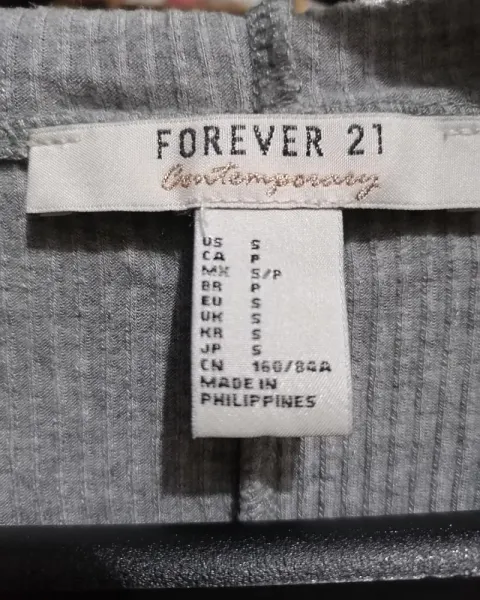 FOREVER 21
Contemporary
US S
CA P
MX S/P
BR P
EU S
UK S
KR S
JP S
CN 160/84A
MADE IN
PHILIPPINES